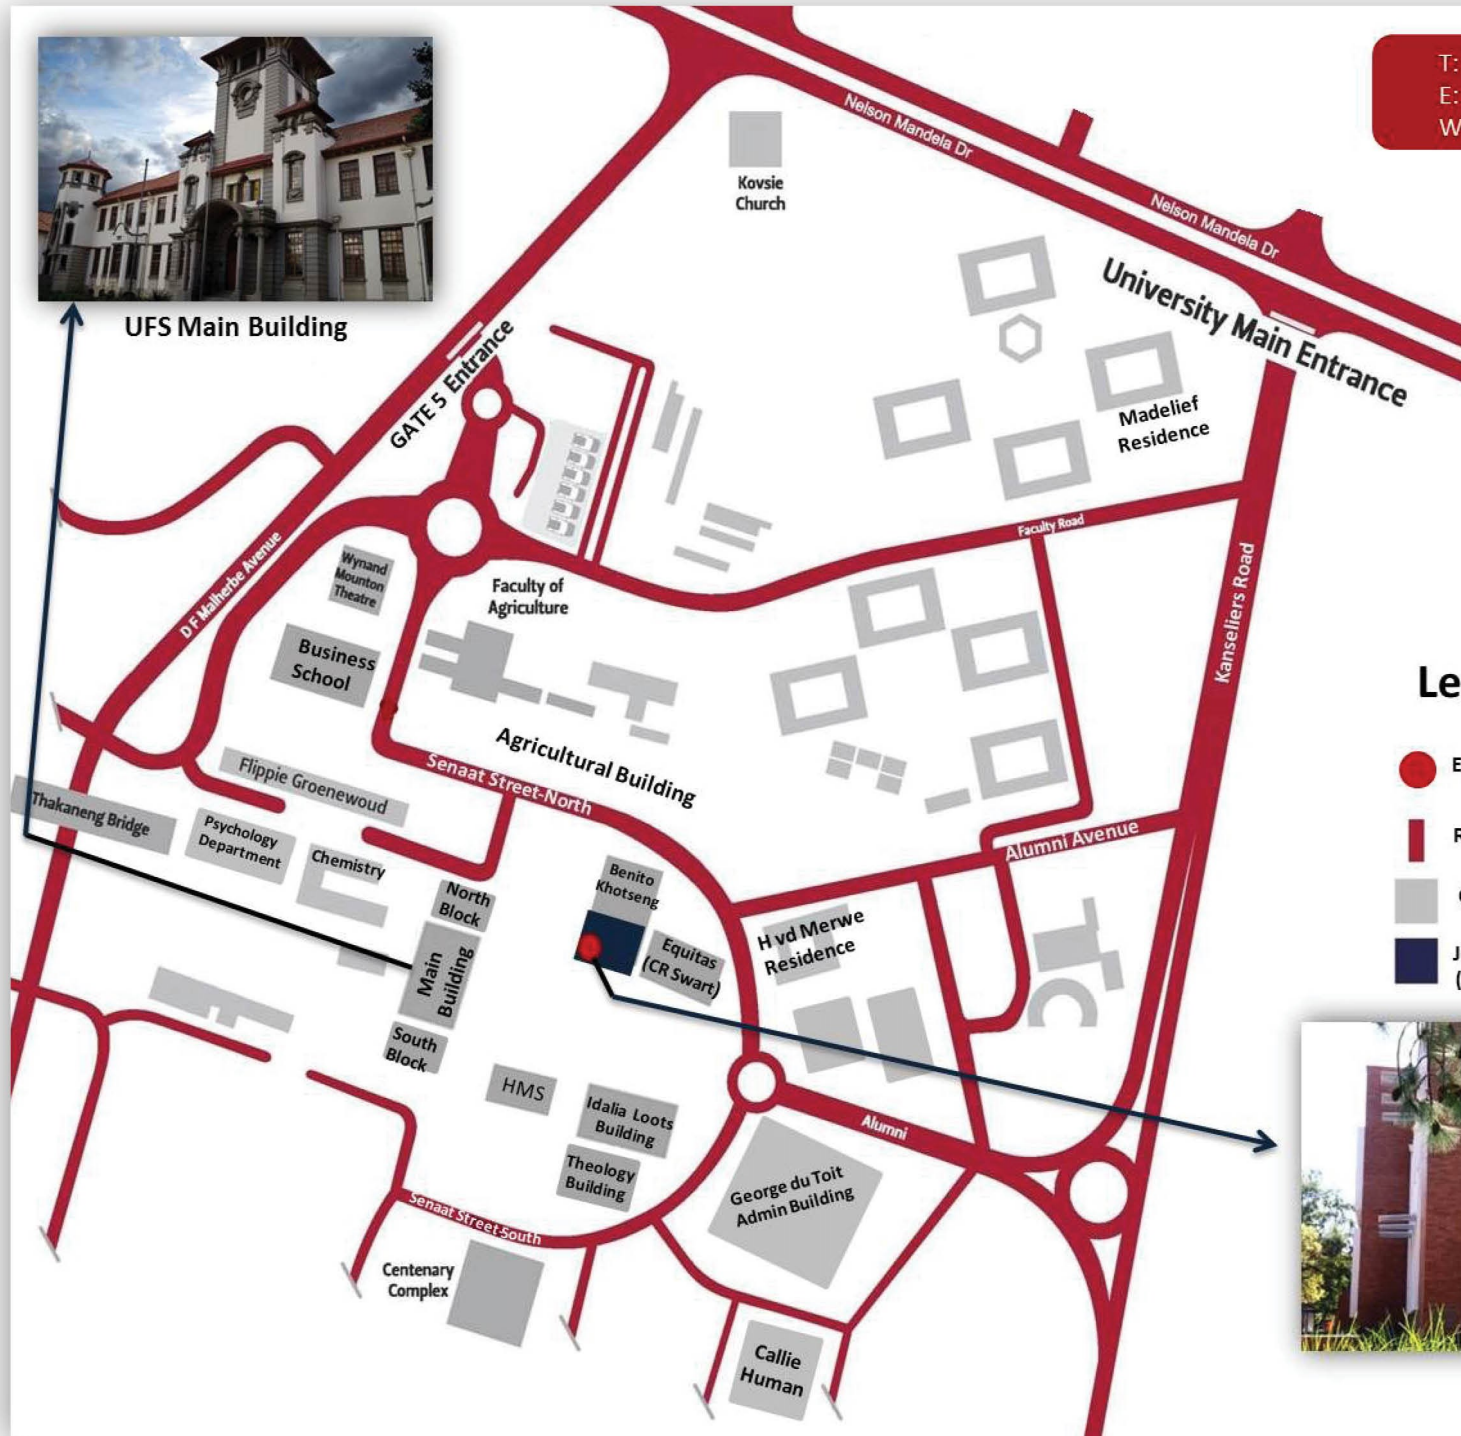 T:
E:
W
Nelson Mandela Dr
Kovsie
Church
Nelson Mandela Dr
University Main Entrance
UFS Main Building
GATE 5 Entrance
Madelief
Residence
Faculty Road
D F Malherbe Avenue
Wynand
Mounton
Theatre
Faculty of
Agriculture
Kanseliers Road
Business
School
Le
Agricultural Building
Senaat Street-North
Flippie Groenewoud
E
Thakaneng Bridge
Psychology
Department
Chemistry
Alumni Avenue
R
Benito
Khotseng
North
Block
H vd Merwe
Residence
Equitas
(CR Swart)
Main
Building
J
(
South
Block
HMS
Idalia Loots
Building
Alumni
Theology
Building
George du Toit
Admin Building
Senaat Street-South
Centenary
Complex
Callie
Human